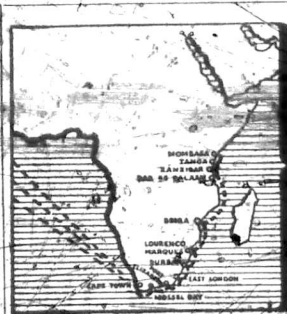 MOMBASA
TANGA
ZANZIBAR
DAR ES SALAAM
BEIRA
LOURENCO
MARQUES
DURBAN
EAST LONDON
CAPE TOWN
MOSSEL BAY